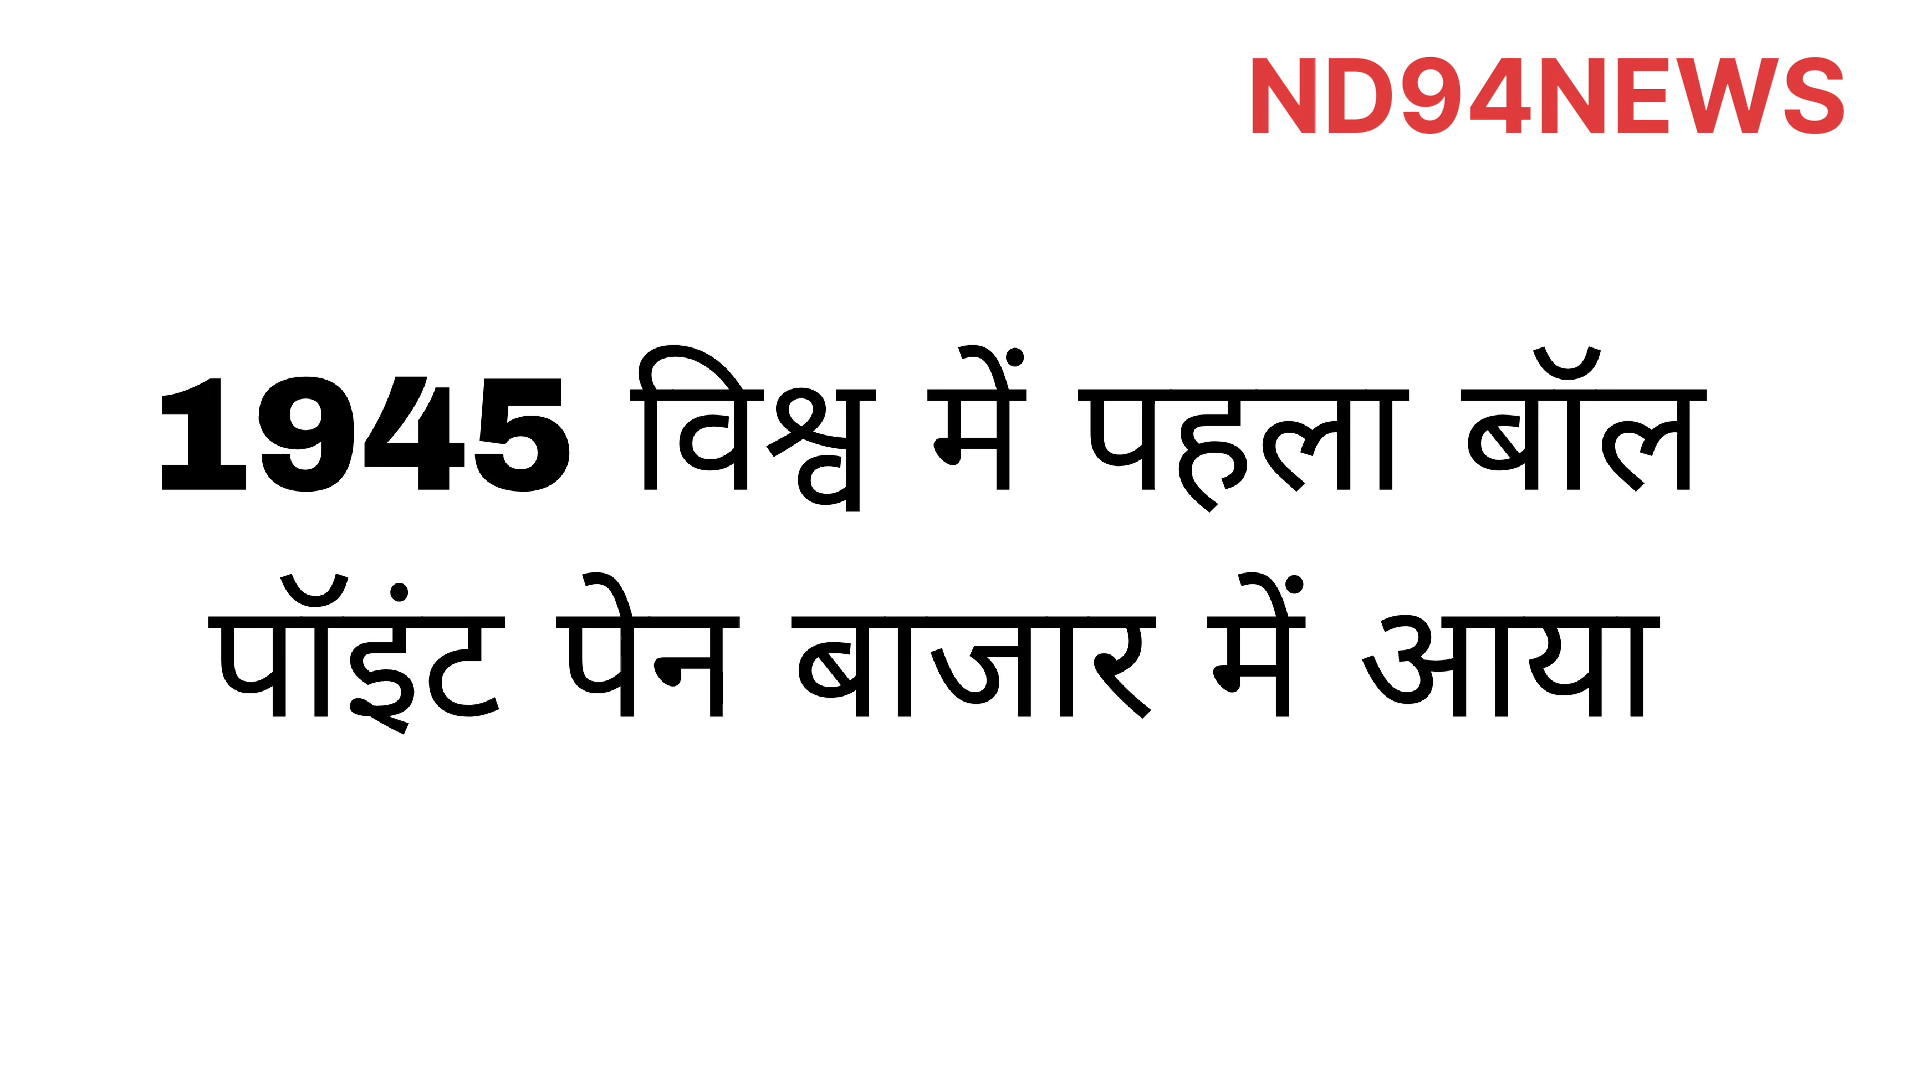 ND94NEWS
1945 विश्व में पहला बॉल
पॉइंट पेन बाजार में आया